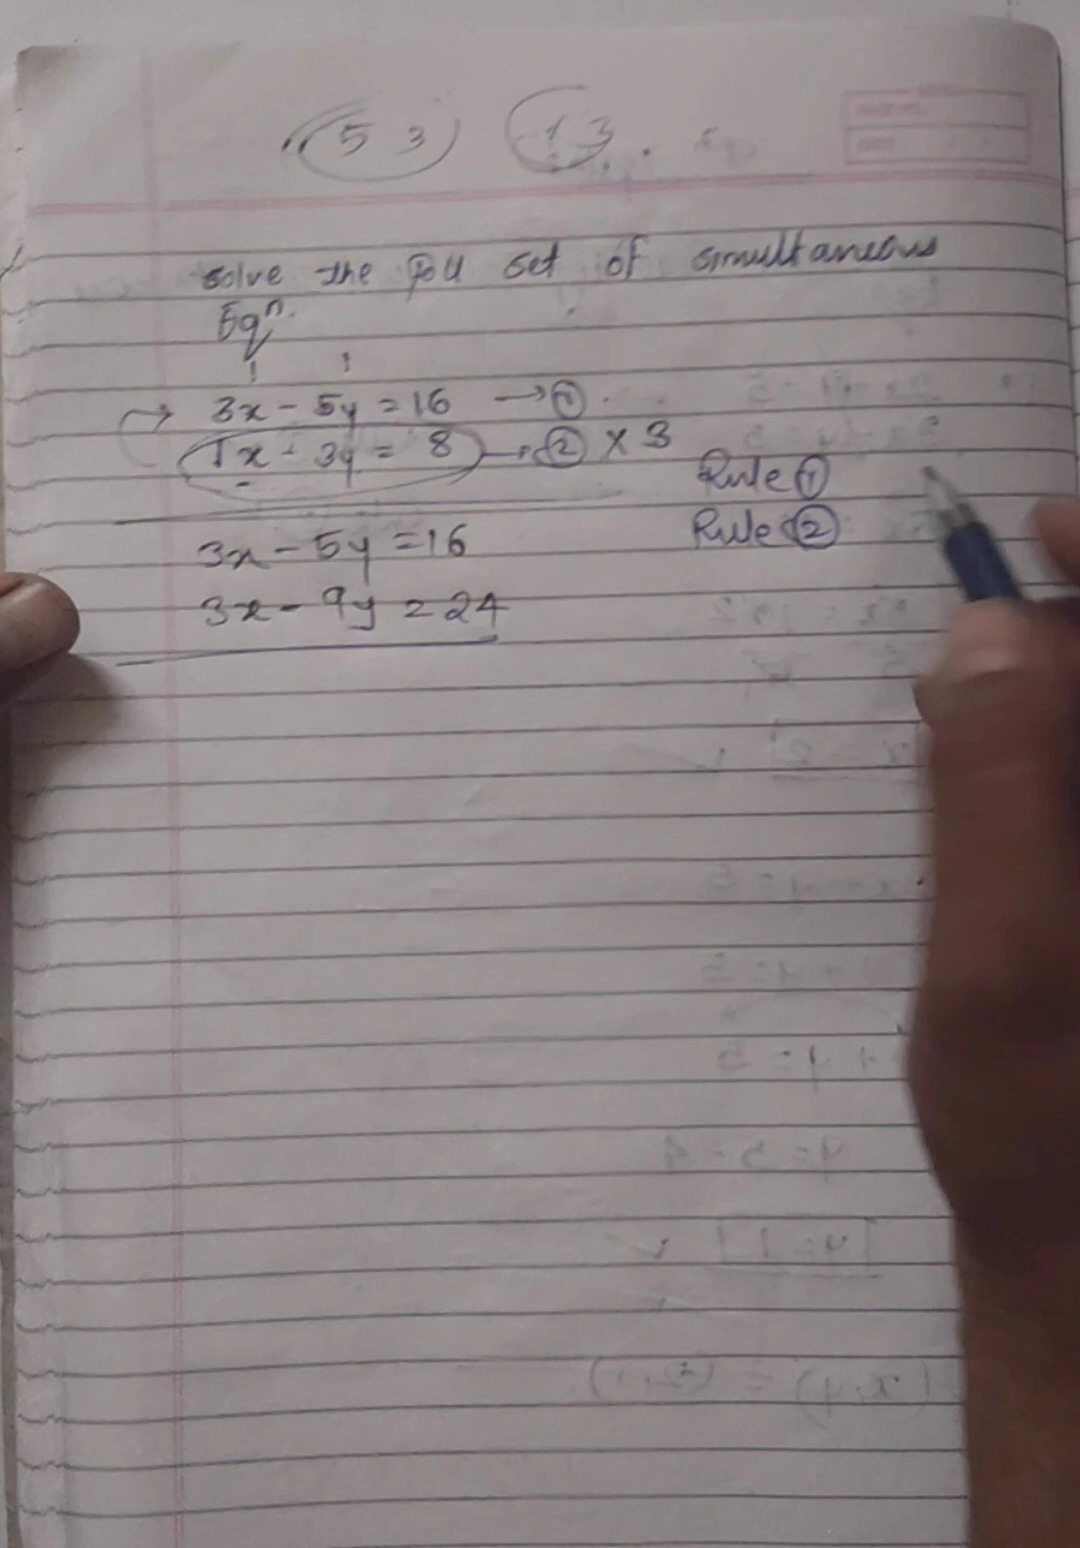 5 3 13.
solve the foll set of simultaneous
Eqⁿ.
3x - 5y = 16 → ①
1x - 3y = 8 → ② × 3
Rule ①
3x - 5y = 16
Rule ②
3x - 9y = 24